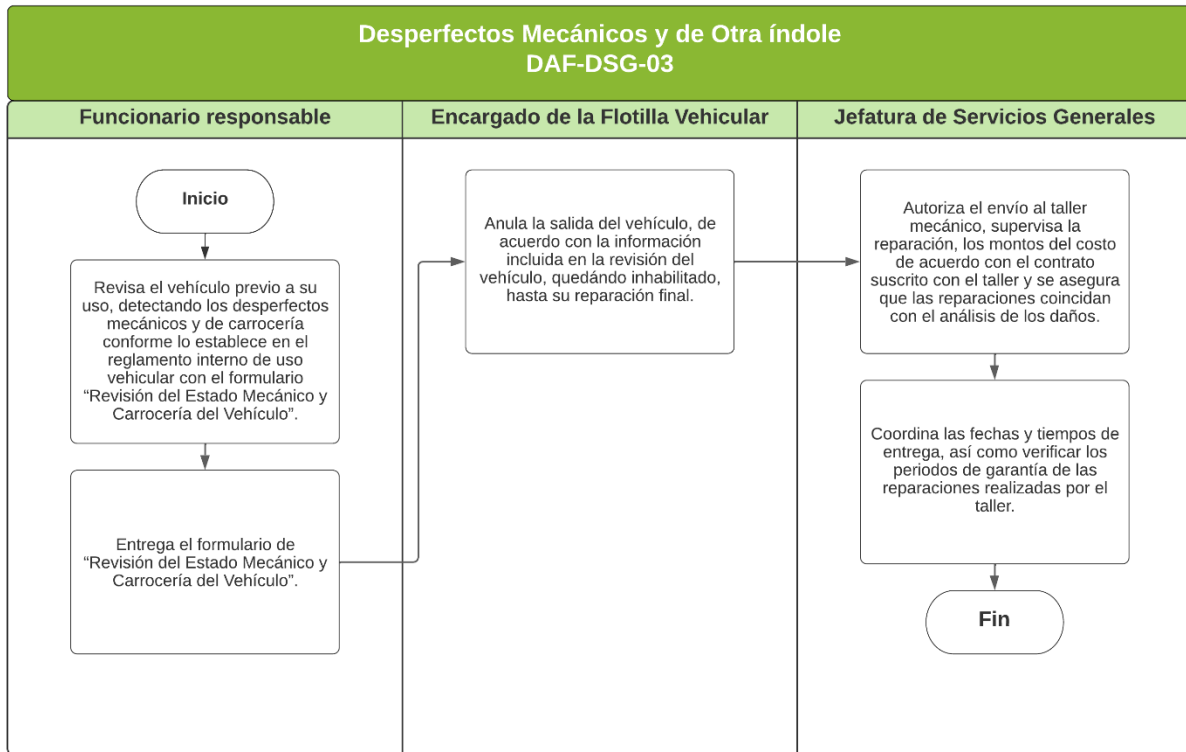 Desperfectos Mecánicos y de Otra índole
DAF-DSG-03
Funcionario responsable
Encargado de la Flotilla Vehicular
Jefatura de Servicios Generales
Inicio
Revisa el vehículo previo a su
uso, detectando los desperfectos
mecánicos y de carrocería
conforme lo establece en el
reglamento interno de uso
vehicular con el formulario
“Revisión del Estado Mecánico y
Carrocería del Vehículo”.
Entrega el formulario de
“Revisión del Estado Mecánico y
Carrocería del Vehículo”.
Anula la salida del vehículo, de
acuerdo con la información
incluida en la revisión del
vehículo, quedándo inhabilitado,
hasta su reparación final.
Autoriza el envío al taller
mecánico, supervisa la
reparación, los montos del costo
de acuerdo con el contrato
suscrito con el taller y se asegura
que las reparaciones coincidan
con el análisis de los daños.
Coordina las fechas y tiempos de
entrega, así como verificar los
periodos de garantía de las
reparaciones realizadas por el
taller.
Fin